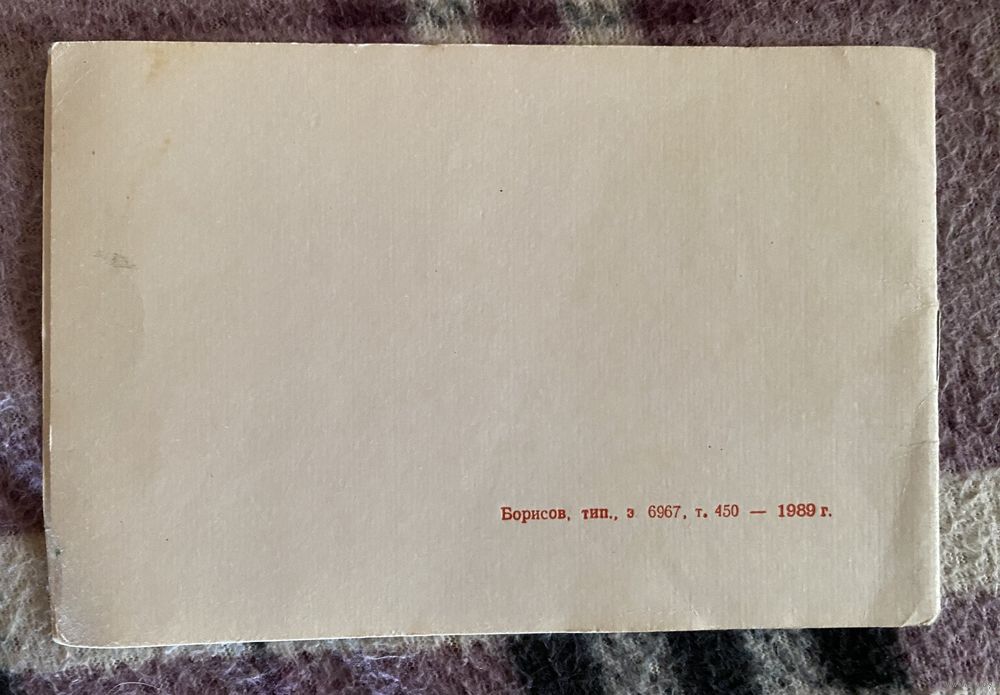 Борисов, тип., з 6967, т. 450 — 1989 г.